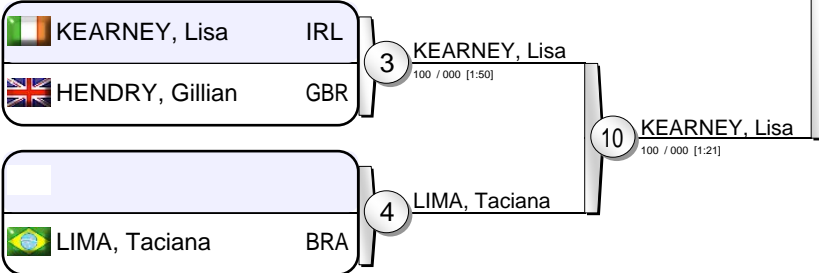 KEARNEY, Lisa IRL
HENDRY, Gillian GBR
3
KEARNEY, Lisa
100 / 000 [1:50]
10
KEARNEY, Lisa
100 / 000 [1:21]
4
LIMA, Taciana
LIMA, Taciana BRA